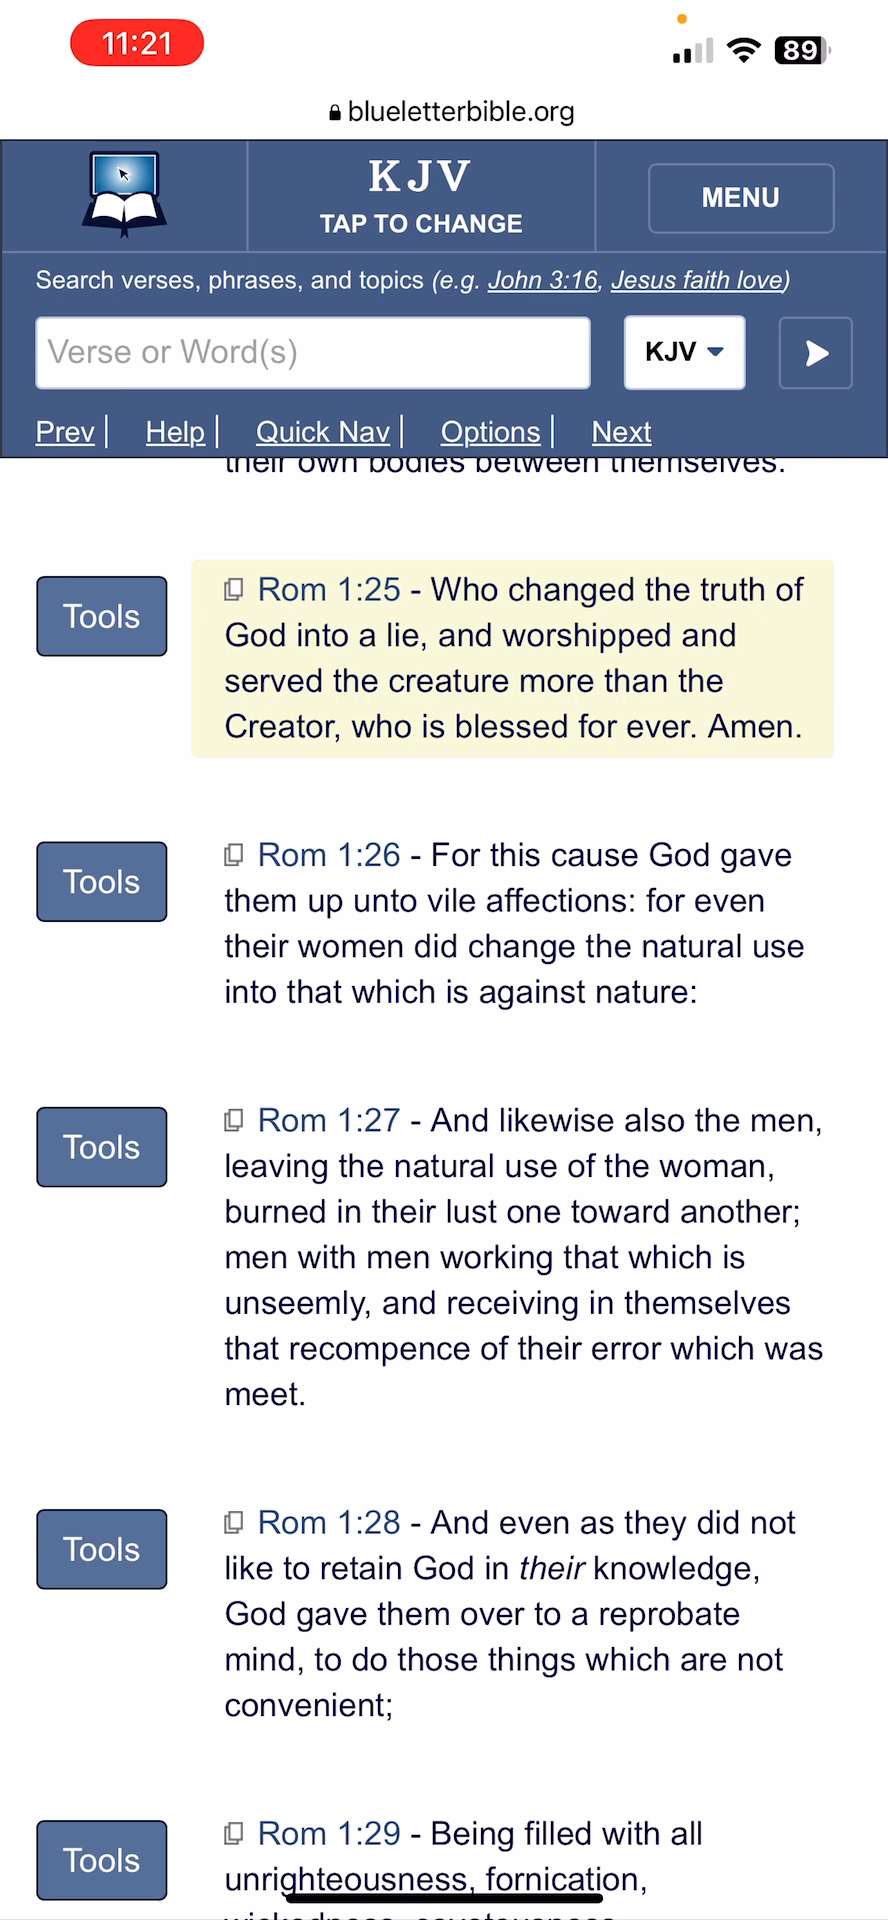 11:21
89
blueletterbible.org
KJV
TAP TO CHANGE
MENU
Search verses, phrases, and topics (e.g. John 3:16, Jesus faith love)
Verse or Word(s)
KJV
Prev | Help | Quick Nav | Options | Next
their own bodies between themselves.
Tools
Rom 1:25 - Who changed the truth of
God into a lie, and worshipped and
served the creature more than the
Creator, who is blessed for ever. Amen.
Tools
Rom 1:26 - For this cause God gave
them up unto vile affections: for even
their women did change the natural use
into that which is against nature:
Tools
Rom 1:27 - And likewise also the men,
leaving the natural use of the woman,
burned in their lust one toward another;
men with men working that which is
unseemly, and receiving in themselves
that recompence of their error which was
meet.
Tools
Rom 1:28 - And even as they did not
like to retain God in their knowledge,
God gave them over to a reprobate
mind, to do those things which are not
convenient;
Tools
Rom 1:29 - Being filled with all
unrighteousness, fornication,